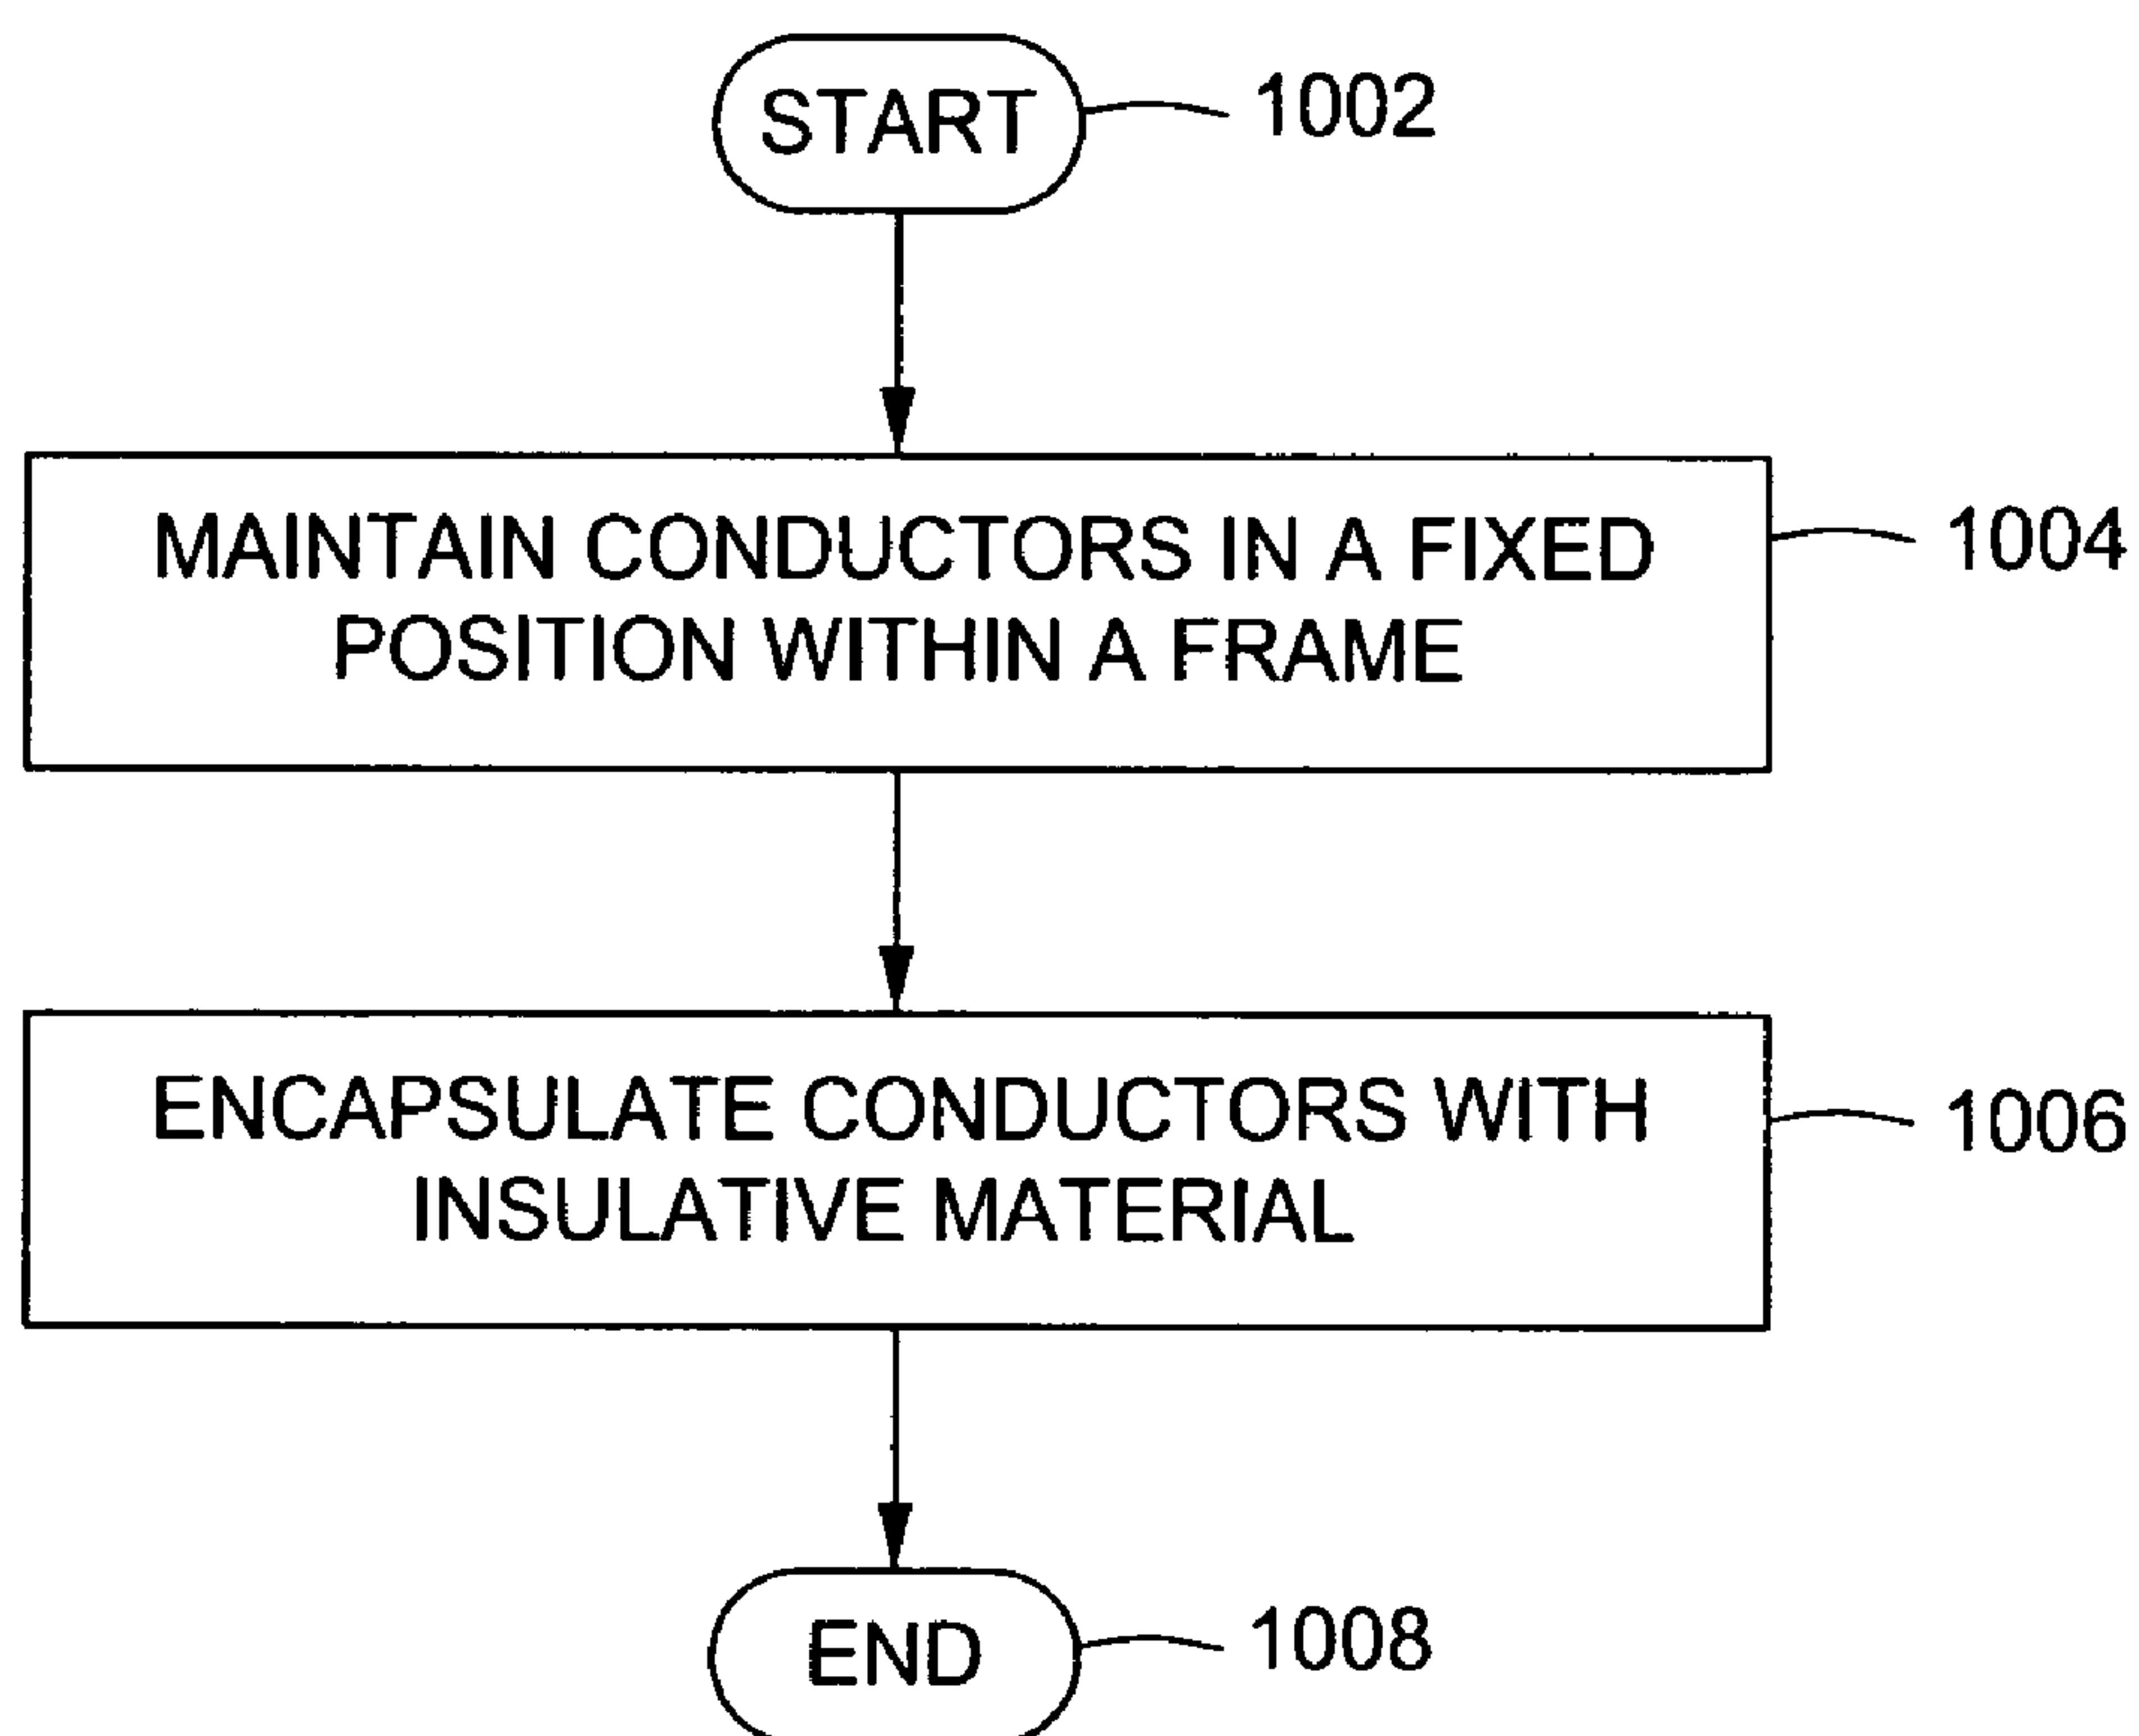 START
1002
MAINTAIN CONDUCTORS IN A FIXED
POSITION WITHIN A FRAME
1004
ENCAPSULATE CONDUCTORS WITH
INSULATIVE MATERIAL
1006
END
1008